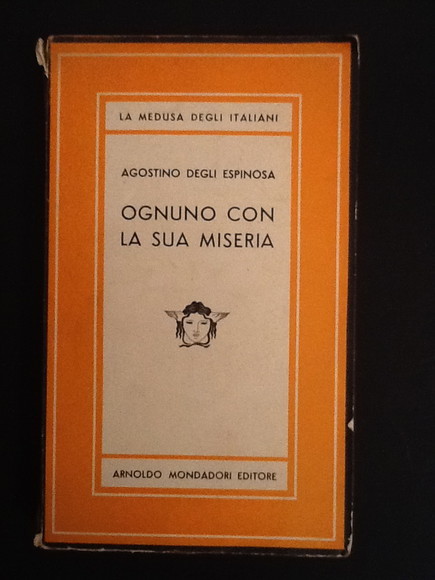 LA MEDUSA DEGLI ITALIANI
AGOSTINO DEGLI ESPINOSA
OGNUNO CON
LA SUA MISERIA
ARNOLDO MONDADORI EDITORE